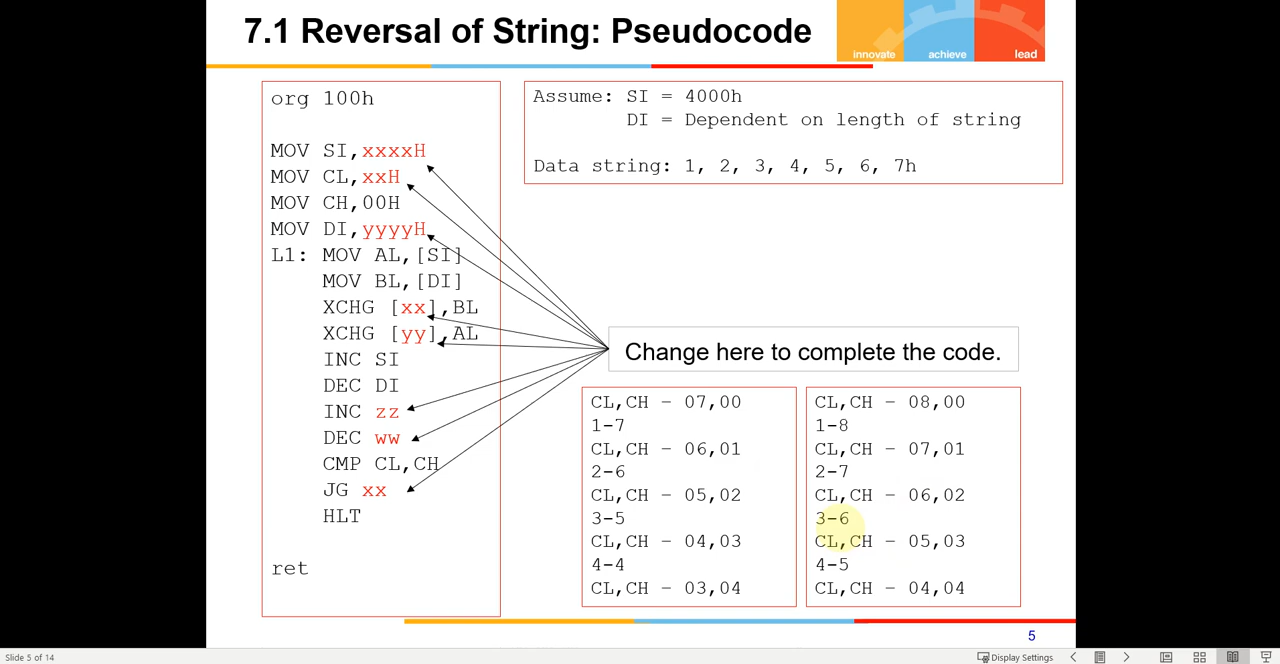 7.1 Reversal of String: Pseudocode
innovate achieve lead
org 100h
MOV SI,xxxxH
MOV CL,xxH
MOV CH,00H
MOV DI,yyyyH
L1: MOV AL,[SI]
MOV BL,[DI]
XCHG [xx],BL
XCHG [yy],AL
INC SI
DEC DI
INC zz
DEC ww
CMP CL,CH
JG xx
HLT
ret
Assume: SI = 4000h
DI = Dependent on length of string
Data string: 1, 2, 3, 4, 5, 6, 7h
Change here to complete the code.
CL,CH – 07,00
1-7
CL,CH – 06,01
2-6
CL,CH – 05,02
3-5
CL,CH – 04,03
4-4
CL,CH – 03,04
CL,CH – 08,00
1-8
CL,CH – 07,01
2-7
CL,CH – 06,02
3-6
CL,CH – 05,03
4-5
CL,CH – 04,04
5
Slide 5 of 14
Display Settings